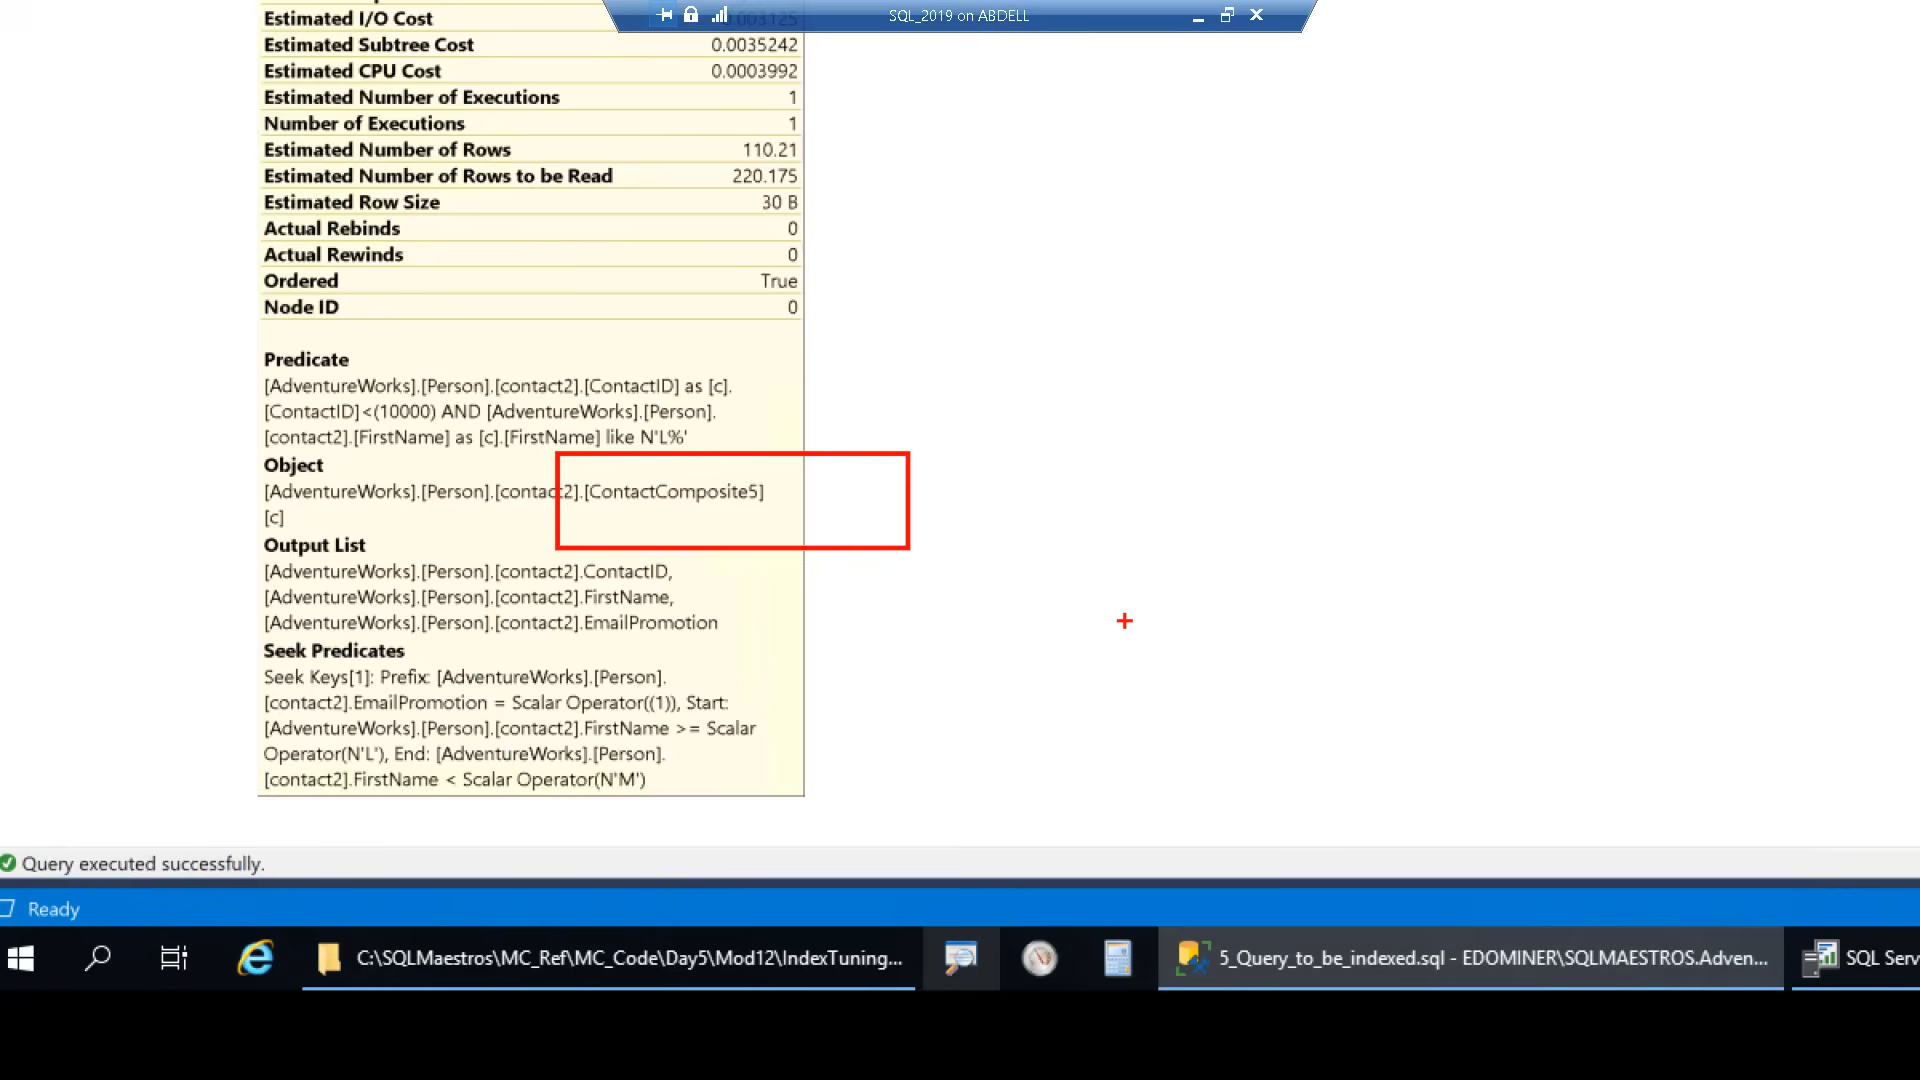 SQL_2019 on ABDELL
Estimated I/O Cost 0.003125
Estimated Subtree Cost 0.0035242
Estimated CPU Cost 0.0003992
Estimated Number of Executions 1
Number of Executions 1
Estimated Number of Rows 110.21
Estimated Number of Rows to be Read 220.175
Estimated Row Size 30 B
Actual Rebinds 0
Actual Rewinds 0
Ordered True
Node ID 0
Predicate
[AdventureWorks].[Person].[contact2].[ContactID] as [c].
[ContactID]<(10000) AND [AdventureWorks].[Person].
[contact2].[FirstName] as [c].[FirstName] like N'L%'
Object
[AdventureWorks].[Person].[contact2].[ContactComposite5]
[c]
Output List
[AdventureWorks].[Person].[contact2].ContactID,
[AdventureWorks].[Person].[contact2].FirstName,
[AdventureWorks].[Person].[contact2].EmailPromotion
Seek Predicates
Seek Keys[1]: Prefix: [AdventureWorks].[Person].
[contact2].EmailPromotion = Scalar Operator((1)), Start:
[AdventureWorks].[Person].[contact2].FirstName >= Scalar
Operator(N'L'), End: [AdventureWorks].[Person].
[contact2].FirstName < Scalar Operator(N'M')
Query executed successfully.
Ready
C:\SQLMaestros\MC_Ref\MC_Code\Day5\Mod12\IndexTuning...
5_Query_to_be_indexed.sql - EDOMINER\SQLMAESTROS.Adven...
SQL Serv